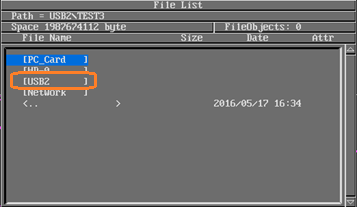 File List
Path = USB2\TEST3
Space 1987674112 byte | FileObjects: 0
File Name Size Date Attr
[PC_Card ]
[USB2 ]
[Network ]
<.. > 2016/05/17 16:34